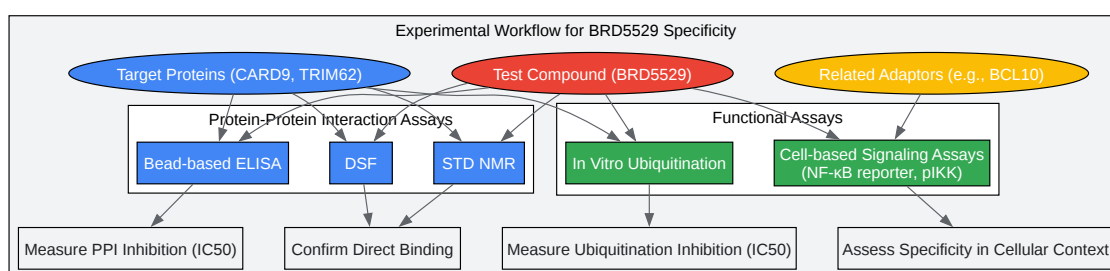 Experimental Workflow for BRD5529 Specificity
Target Proteins (CARD9, TRIM62)
Test Compound (BRD5529)
Related Adaptors (e.g., BCL10)
Protein-Protein Interaction Assays
Functional Assays
Bead-based ELISA
DSF
STD NMR
In Vitro Ubiquitination
Cell-based Signaling Assays
(NF-κB reporter, pIKK)
Measure PPI Inhibition (IC50)
Confirm Direct Binding
Measure Ubiquitination Inhibition (IC50)
Assess Specificity in Cellular Context